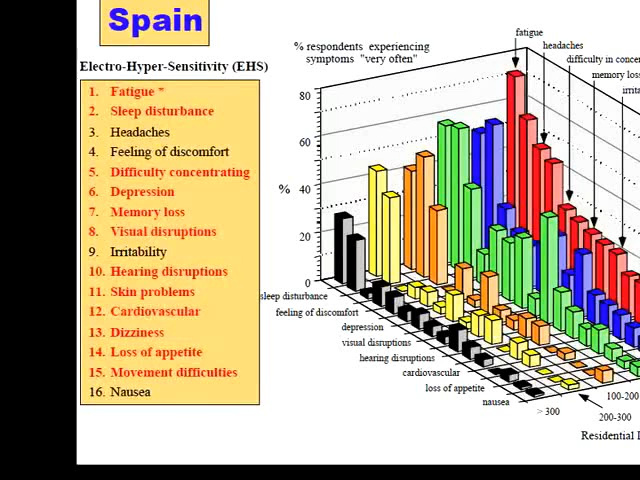 Spain
Electro-Hyper-Sensitivity (EHS)
1. Fatigue *
2. Sleep disturbance
3. Headaches
4. Feeling of discomfort
5. Difficulty concentrating
6. Depression
7. Memory loss
8. Visual disruptions
9. Irritability
10. Hearing disruptions
11. Skin problems
12. Cardiovascular
13. Dizziness
14. Loss of appetite
15. Movement difficulties
16. Nausea
% respondents experiencing
symptoms "very often"
fatigue
headaches
difficulty in concen
memory loss
irrita
80
60
%
40
20
0
sleep disturbance
feeling of discomfort
depression
visual disruptions
hearing disruptions
cardiovascular
loss of appetite
nausea
> 300
200-300
100-200
Residential